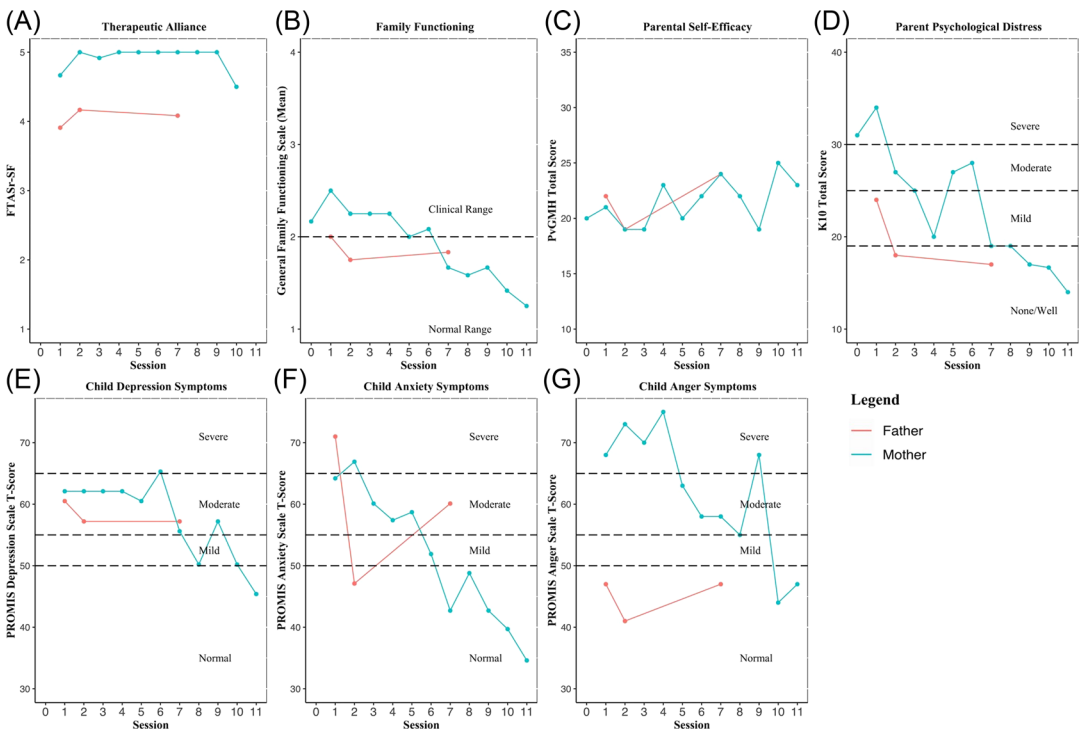 (A) Therapeutic Alliance
FTASr-SF
5
4
3
2
1
0 1 2 3 4 5 6 7 8 9 10 11
Session
(B) Family Functioning
General Family Functioning Scale (Mean)
4
3
2
1
Clinical Range
Normal Range
0 1 2 3 4 5 6 7 8 9 10 11
Session
(C) Parental Self-Efficacy
PvGMH Total Score
35
30
25
20
15
10
0 1 2 3 4 5 6 7 8 9 10 11
Session
(D) Parent Psychological Distress
K10 Total Score
40
30
20
10
Severe
Moderate
Mild
None/Well
0 1 2 3 4 5 6 7 8 9 10 11
Session
(E) Child Depression Symptoms
PROMIS Depression Scale T-Score
70
60
50
40
30
Severe
Moderate
Mild
Normal
0 1 2 3 4 5 6 7 8 9 10 11
Session
(F) Child Anxiety Symptoms
PROMIS Anxiety Scale T-Score
70
60
50
40
30
Severe
Moderate
Mild
Normal
0 1 2 3 4 5 6 7 8 9 10 11
Session
(G) Child Anger Symptoms
PROMIS Anger Scale T-Score
70
60
50
40
30
Severe
Moderate
Mild
Normal
0 1 2 3 4 5 6 7 8 9 10 11
Session
Legend
Father
Mother